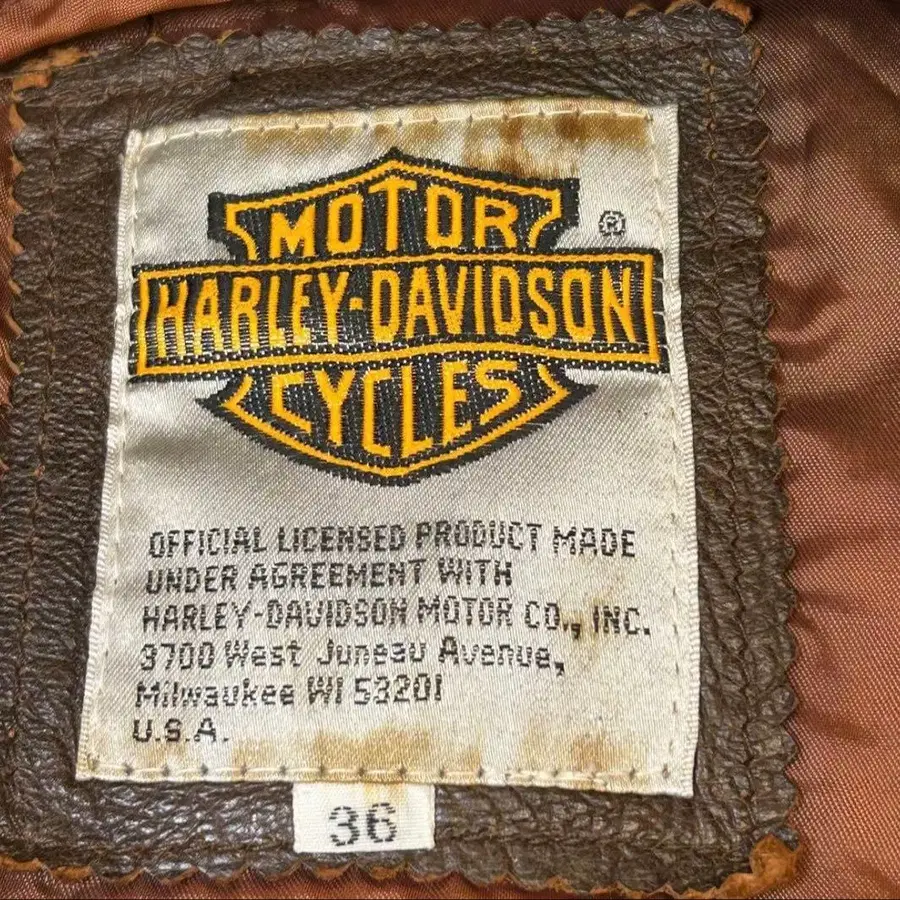 MOTOR
®
HARLEY-DAVIDSON
CYCLES
OFFICIAL LICENSED PRODUCT MADE
UNDER AGREEMENT WITH
HARLEY-DAVIDSON MOTOR CO., INC.
3700 West Juneau Avenue,
Milwaukee WI 53201
U.S.A.
36